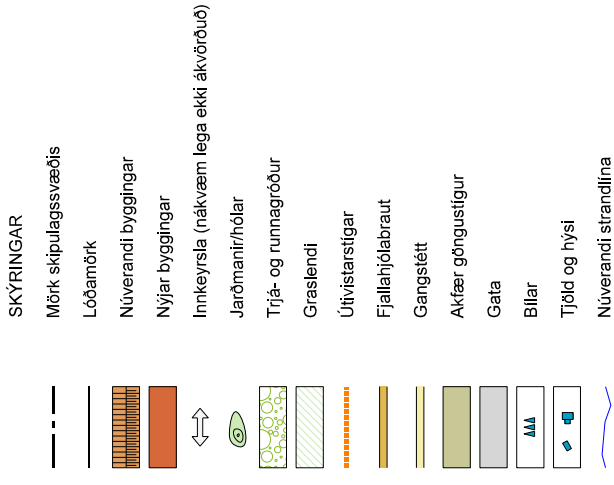 SKÝRINGAR
Mörk skipulagssvæðis
Lóðamörk
Núverandi byggingar
Nýjar byggingar
Innkeyrsla (nákvæm lega ekki ákvörðuð)
Jarðmanir/hólar
Trjá- og runnagróður
Graslendi
Útivistarstígar
Fjallahjólabraut
Gangstétt
Akfær göngustígur
Gata
Bílar
Tjöld og hýsi
Núverandi strandlína